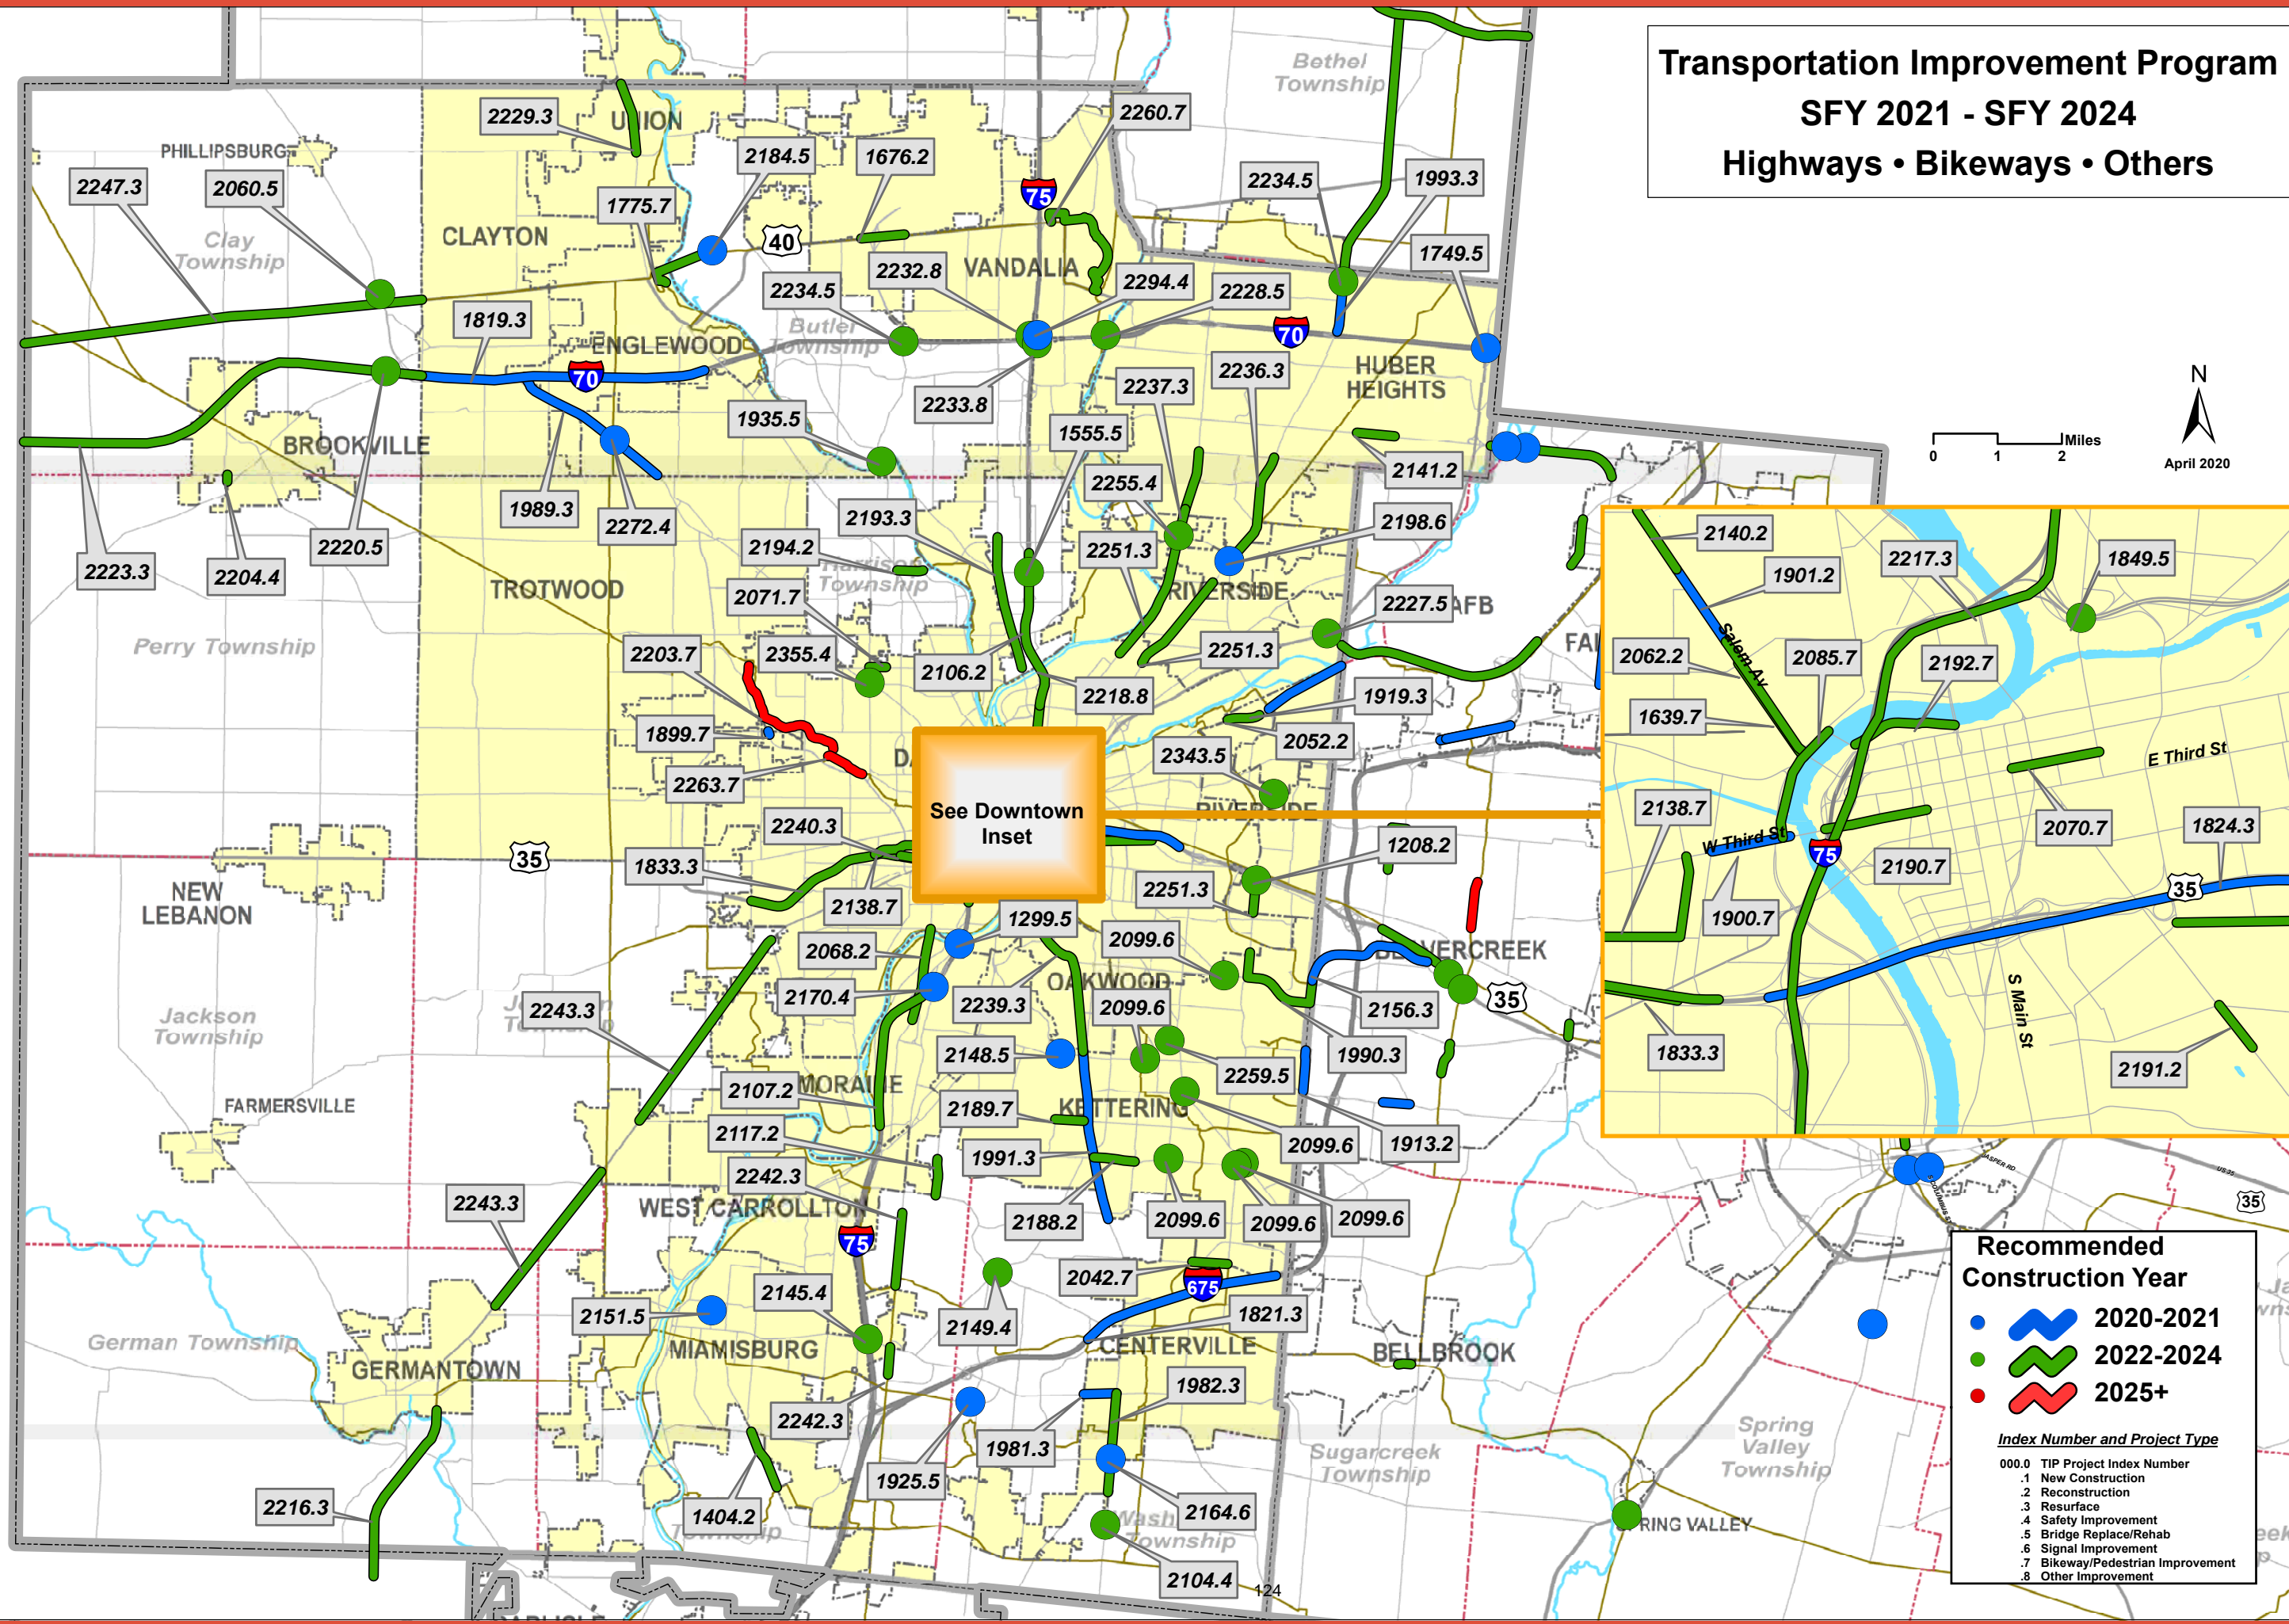 Transportation Improvement Program
SFY 2021 - SFY 2024
Highways • Bikeways • Others
Bethel
Township
2260.7
2229.3
UNION
PHILLIPSBURG
2184.5
1676.2
75
2247.3
2060.5
1775.7
2234.5
1993.3
CLAYTON
40
Clay
Township
2232.8
VANDALIA
2294.4
2228.5
1749.5
2234.5
1819.3
Butler
Township
ENGLEWOOD
70
70
HUBER
HEIGHTS
2236.3
2237.3
2233.8
N
Miles
0 1 2
April 2020
1935.5
1555.5
BROOKVILLE
2141.2
2255.4
1989.3
2272.4
2193.3
2198.6
2220.5
2194.2
2251.3
2223.3
2204.4
Harrison
Township
TROTWOOD
2071.7
RIVERSIDE
2227.5
AFB
Perry Township
2203.7
2355.4
2106.2
2251.3
2218.8
1919.3
1899.7
2052.2
2263.7
2343.5
See Downtown
Inset
RIVERSIDE
2240.3
35
1833.3
1208.2
2138.7
2251.3
NEW
LEBANON
1299.5
2068.2
2099.6
BEAVERCREEK
2170.4
2239.3
OAKWOOD
2099.6
35
2156.3
2243.3
Jackson
Township
2148.5
1990.3
2259.5
2107.2
MORAINE
FARMERSVILLE
2189.7
KETTERING
2117.2
2099.6
1913.2
1991.3
2242.3
2243.3
WEST CARROLLTON
2188.2
2099.6
2099.6
2099.6
75
2042.7
675
2145.4
2151.5
2149.4
1821.3
German Township
MIAMISBURG
CENTERVILLE
BELLBROOK
GERMANTOWN
1982.3
2242.3
1981.3
1925.5
Sugarcreek
Township
Spring
Valley
Township
2216.3
1404.2
2164.6
Township
SPRING VALLEY
2104.4
124
2140.2
2217.3
1849.5
1901.2
Salem Av
2062.2
2085.7
2192.7
1639.7
E Third St
2138.7
2070.7
1824.3
W Third St
75
2190.7
35
1900.7
S Main St
1833.3
2191.2
JASPER RD
US 35
35
Recommended
Construction Year
2020-2021
2022-2024
2025+
Index Number and Project Type
000.0 TIP Project Index Number
.1 New Construction
.2 Reconstruction
.3 Resurface
.4 Safety Improvement
.5 Bridge Replace/Rehab
.6 Signal Improvement
.7 Bikeway/Pedestrian Improvement
.8 Other Improvement